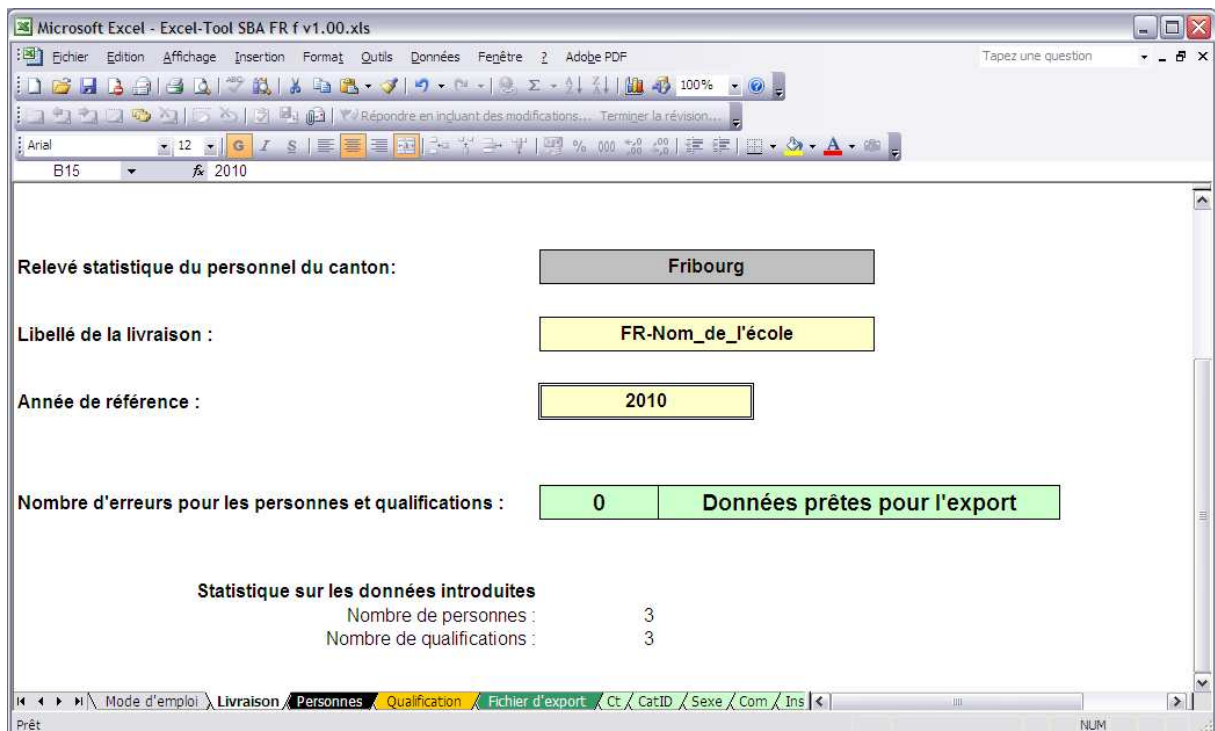 Microsoft Excel - Excel-Tool SBA FR f v1.00.xls
Fichier Edition Affichage Insertion Format Outils Données Fenêtre ? Adobe PDF Tapez une question
100%
Répondre en incluant des modifications... Terminer la révision...
Arial 12 G I S % 000
B15 fx 2010
Relevé statistique du personnel du canton: Fribourg
Libellé de la livraison : FR-Nom_de_l'école
Année de référence : 2010
Nombre d'erreurs pour les personnes et qualifications : 0 Données prêtes pour l'export
Statistique sur les données introduites
Nombre de personnes : 3
Nombre de qualifications : 3
Mode d'emploi Livraison Personnes Qualification Fichier d'export Ct CatID Sexe Com Ins
Prêt NUM